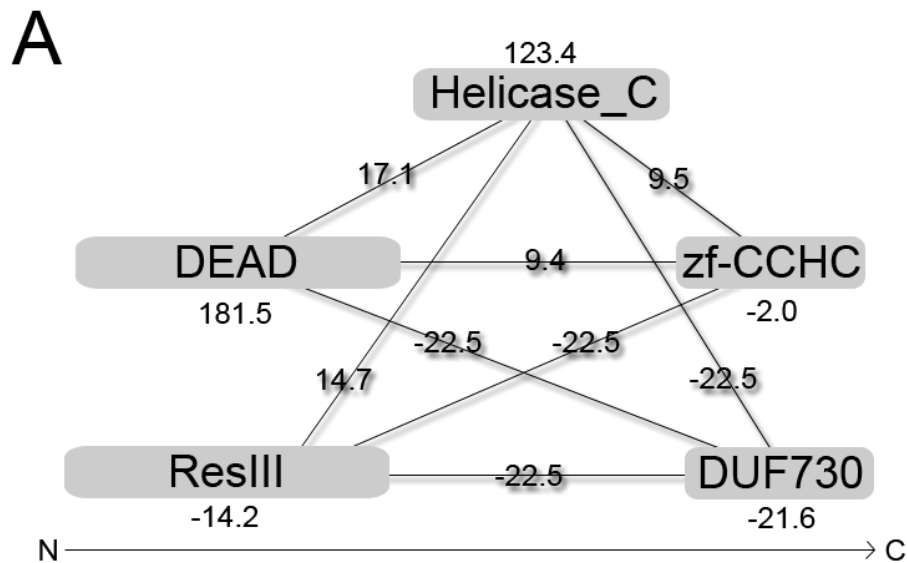 A
123.4
Helicase_C
17.1
9.5
DEAD
9.4
zf-CCHC
181.5
-2.0
-22.5
-22.5
14.7
-22.5
ResIII
-22.5
DUF730
-14.2
-21.6
N
C